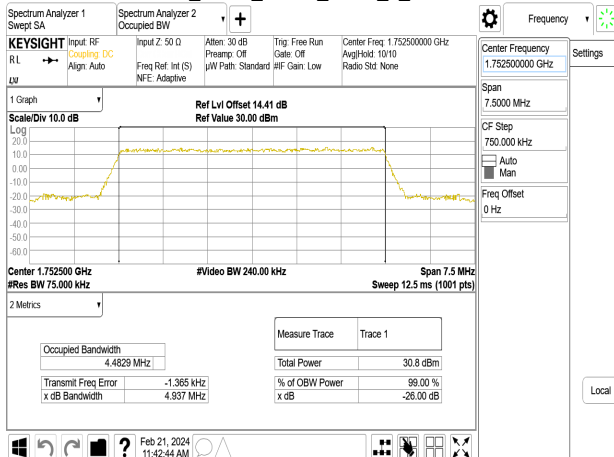 Spectrum Analyzer 1
Swept SA
Spectrum Analyzer 2
Occupied BW
+
Frequency
KEYSIGHT
R L
Input: RF
Coupling: DC
Align: Auto
Input Z: 50 Ω
Freq Ref: Int (S)
NFE: Adaptive
Atten: 30 dB
Preamp: Off
µW Path: Standard
Trig: Free Run
Gate: Off
#IF Gain: Low
Center Freq: 1.752500000 GHz
Avg|Hold: 10/10
Radio Std: None
Center Frequency
1.752500000 GHz
Settings
Span
7.5000 MHz
CF Step
750.000 kHz
Auto
Man
Freq Offset
0 Hz
Local
1 Graph
Scale/Div 10.0 dB
Ref Lvl Offset 14.41 dB
Ref Value 30.00 dBm
Log
20.0
10.0
0.00
-10.0
-20.0
-30.0
-40.0
-50.0
-60.0
Center 1.752500 GHz
#Video BW 240.00 kHz
Span 7.5 MHz
#Res BW 75.000 kHz
Sweep 12.5 ms (1001 pts)
2 Metrics
Measure Trace
Trace 1
Occupied Bandwidth
4.4829 MHz
Total Power
30.8 dBm
Transmit Freq Error
-1.365 kHz
% of OBW Power
99.00 %
x dB Bandwidth
4.937 MHz
x dB
-26.00 dB
?
Feb 21, 2024
11:42:44 AM